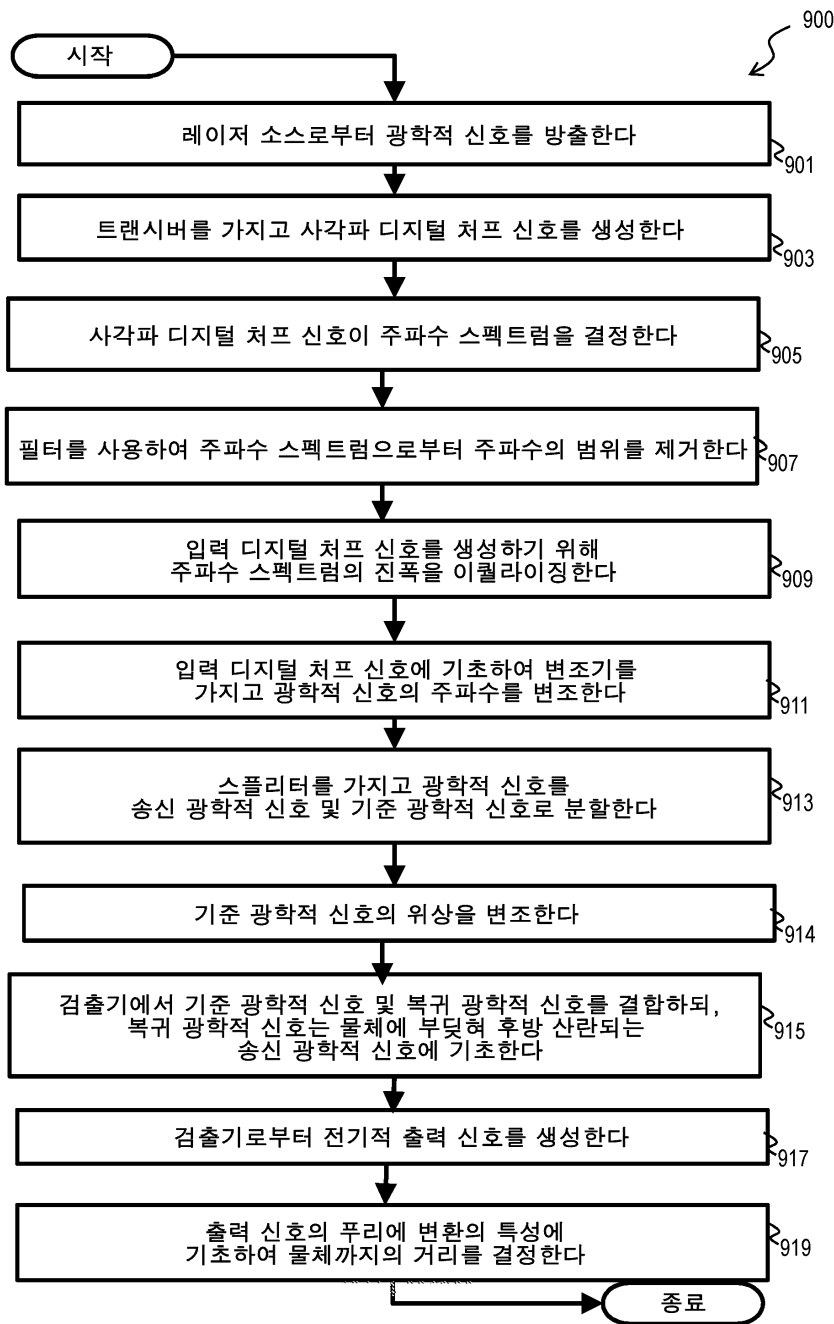 900
시작
레이저 소스로부터 광학적 신호를 방출한다
901
트랜시버를 가지고 사각파 디지털 처프 신호를 생성한다
903
사각파 디지털 처프 신호이 주파수 스펙트럼을 결정한다
905
필터를 사용하여 주파수 스펙트럼으로부터 주파수의 범위를 제거한다
907
입력 디지털 처프 신호를 생성하기 위해
주파수 스펙트럼의 진폭을 이퀄라이징한다
909
입력 디지털 처프 신호에 기초하여 변조기를
가지고 광학적 신호의 주파수를 변조한다
911
스플리터를 가지고 광학적 신호를
송신 광학적 신호 및 기준 광학적 신호로 분할한다
913
기준 광학적 신호의 위상을 변조한다
914
검출기에서 기준 광학적 신호 및 복귀 광학적 신호를 결합하되,
복귀 광학적 신호는 물체에 부딪혀 후방 산란되는
송신 광학적 신호에 기초한다
915
검출기로부터 전기적 출력 신호를 생성한다
917
출력 신호의 푸리에 변환의 특성에
기초하여 물체까지의 거리를 결정한다
919
종료